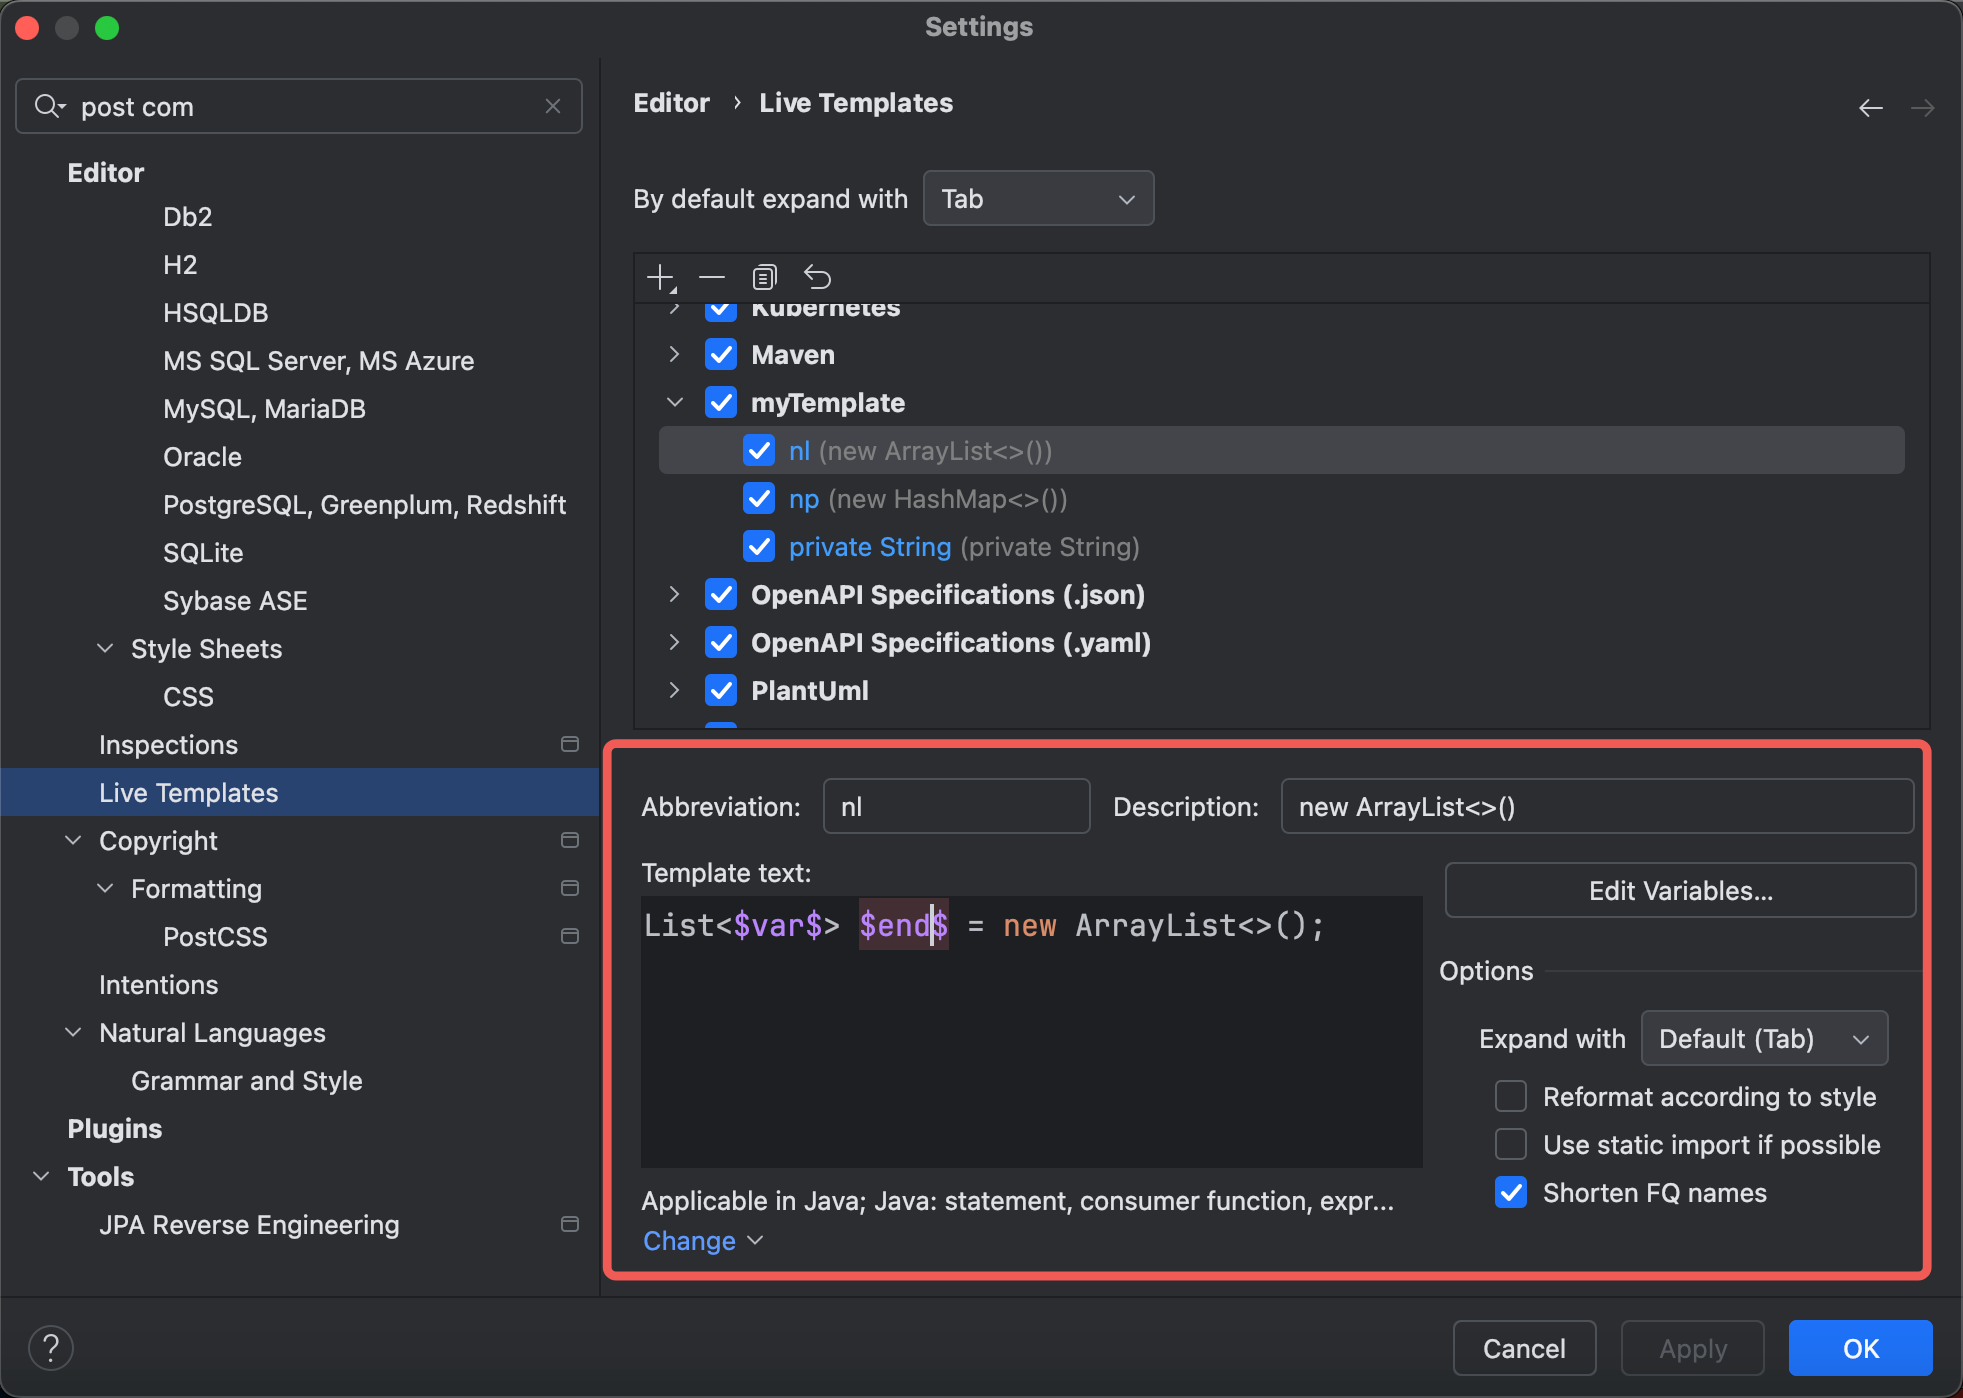 Settings
post com
Editor
Db2
H2
HSQLDB
MS SQL Server, MS Azure
MySQL, MariaDB
Oracle
PostgreSQL, Greenplum, Redshift
SQLite
Sybase ASE
Style Sheets
CSS
Inspections
Live Templates
Copyright
Formatting
PostCSS
Intentions
Natural Languages
Grammar and Style
Plugins
Tools
JPA Reverse Engineering
Editor › Live Templates
By default expand with Tab
Kubernetes
Maven
myTemplate
nl (new ArrayList<>())
np (new HashMap<>())
private String (private String)
OpenAPI Specifications (.json)
OpenAPI Specifications (.yaml)
PlantUml
Abbreviation: nl Description: new ArrayList<>()
Template text:
List<$var$> $end$ = new ArrayList<>();
Edit Variables...
Options
Expand with Default (Tab)
Reformat according to style
Use static import if possible
Shorten FQ names
Applicable in Java; Java: statement, consumer function, expr...
Change
? Cancel Apply OK